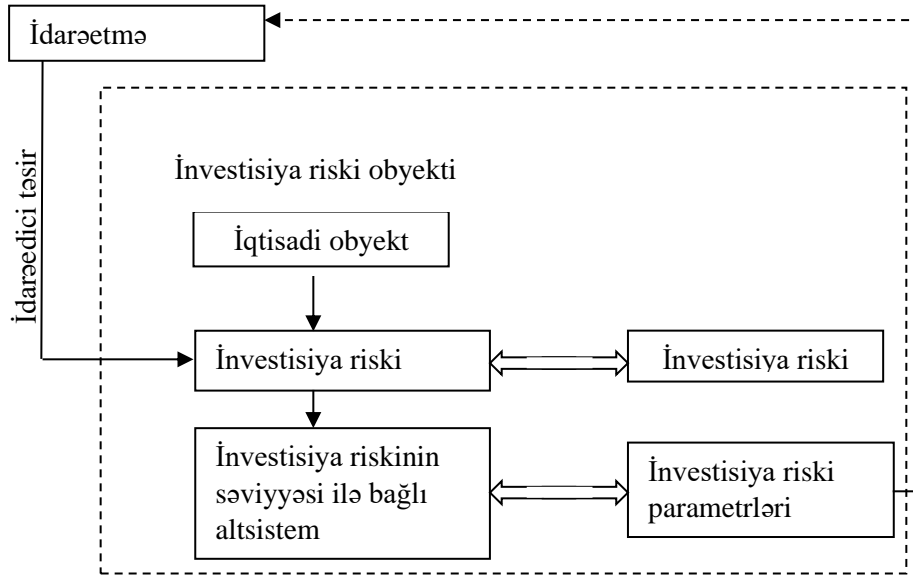 İdarəetmə
İdarəedici təsir
İnvestisiya riski obyekti
İqtisadi obyekt
İnvestisiya riski
İnvestisiya riski
İnvestisiya riskinin
səviyyəsi ilə bağlı
altsistem
İnvestisiya riski
parametrləri